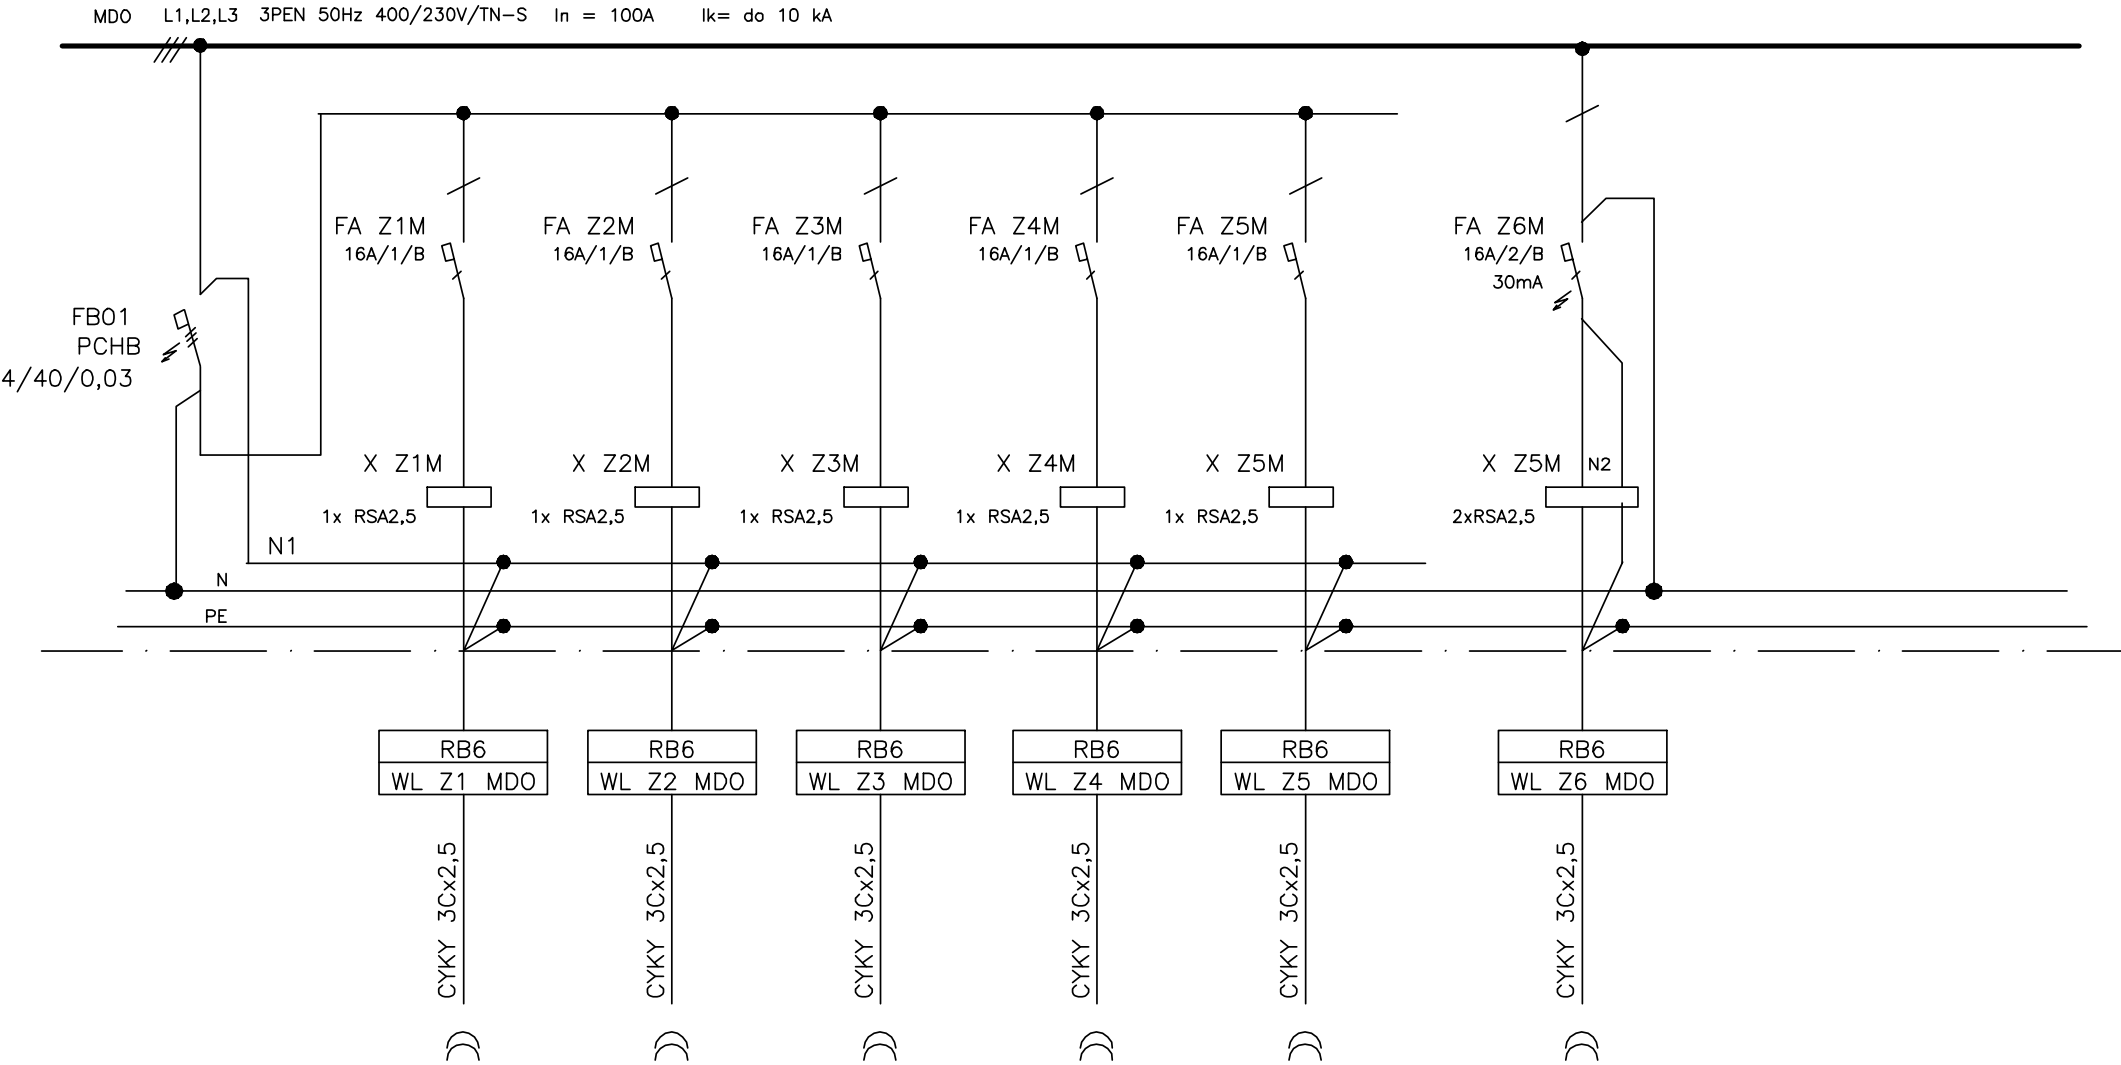 MDO L1,L2,L3 3PEN 50Hz 400/230V/TN-S In = 100A Ik= do 10 kA
FA Z1M
16A/1/B
FA Z2M
16A/1/B
FA Z3M
16A/1/B
FA Z4M
16A/1/B
FA Z5M
16A/1/B
FA Z6M
16A/2/B
30mA
FB01
PCHB
4/40/0,03
X Z1M
1x RSA2,5
X Z2M
1x RSA2,5
X Z3M
1x RSA2,5
X Z4M
1x RSA2,5
X Z5M
1x RSA2,5
X Z5M N2
2xRSA2,5
N1
N
PE
RB6
WL Z1 MDO
RB6
WL Z2 MDO
RB6
WL Z3 MDO
RB6
WL Z4 MDO
RB6
WL Z5 MDO
RB6
WL Z6 MDO
CYKY 3Cx2,5
CYKY 3Cx2,5
CYKY 3Cx2,5
CYKY 3Cx2,5
CYKY 3Cx2,5
CYKY 3Cx2,5